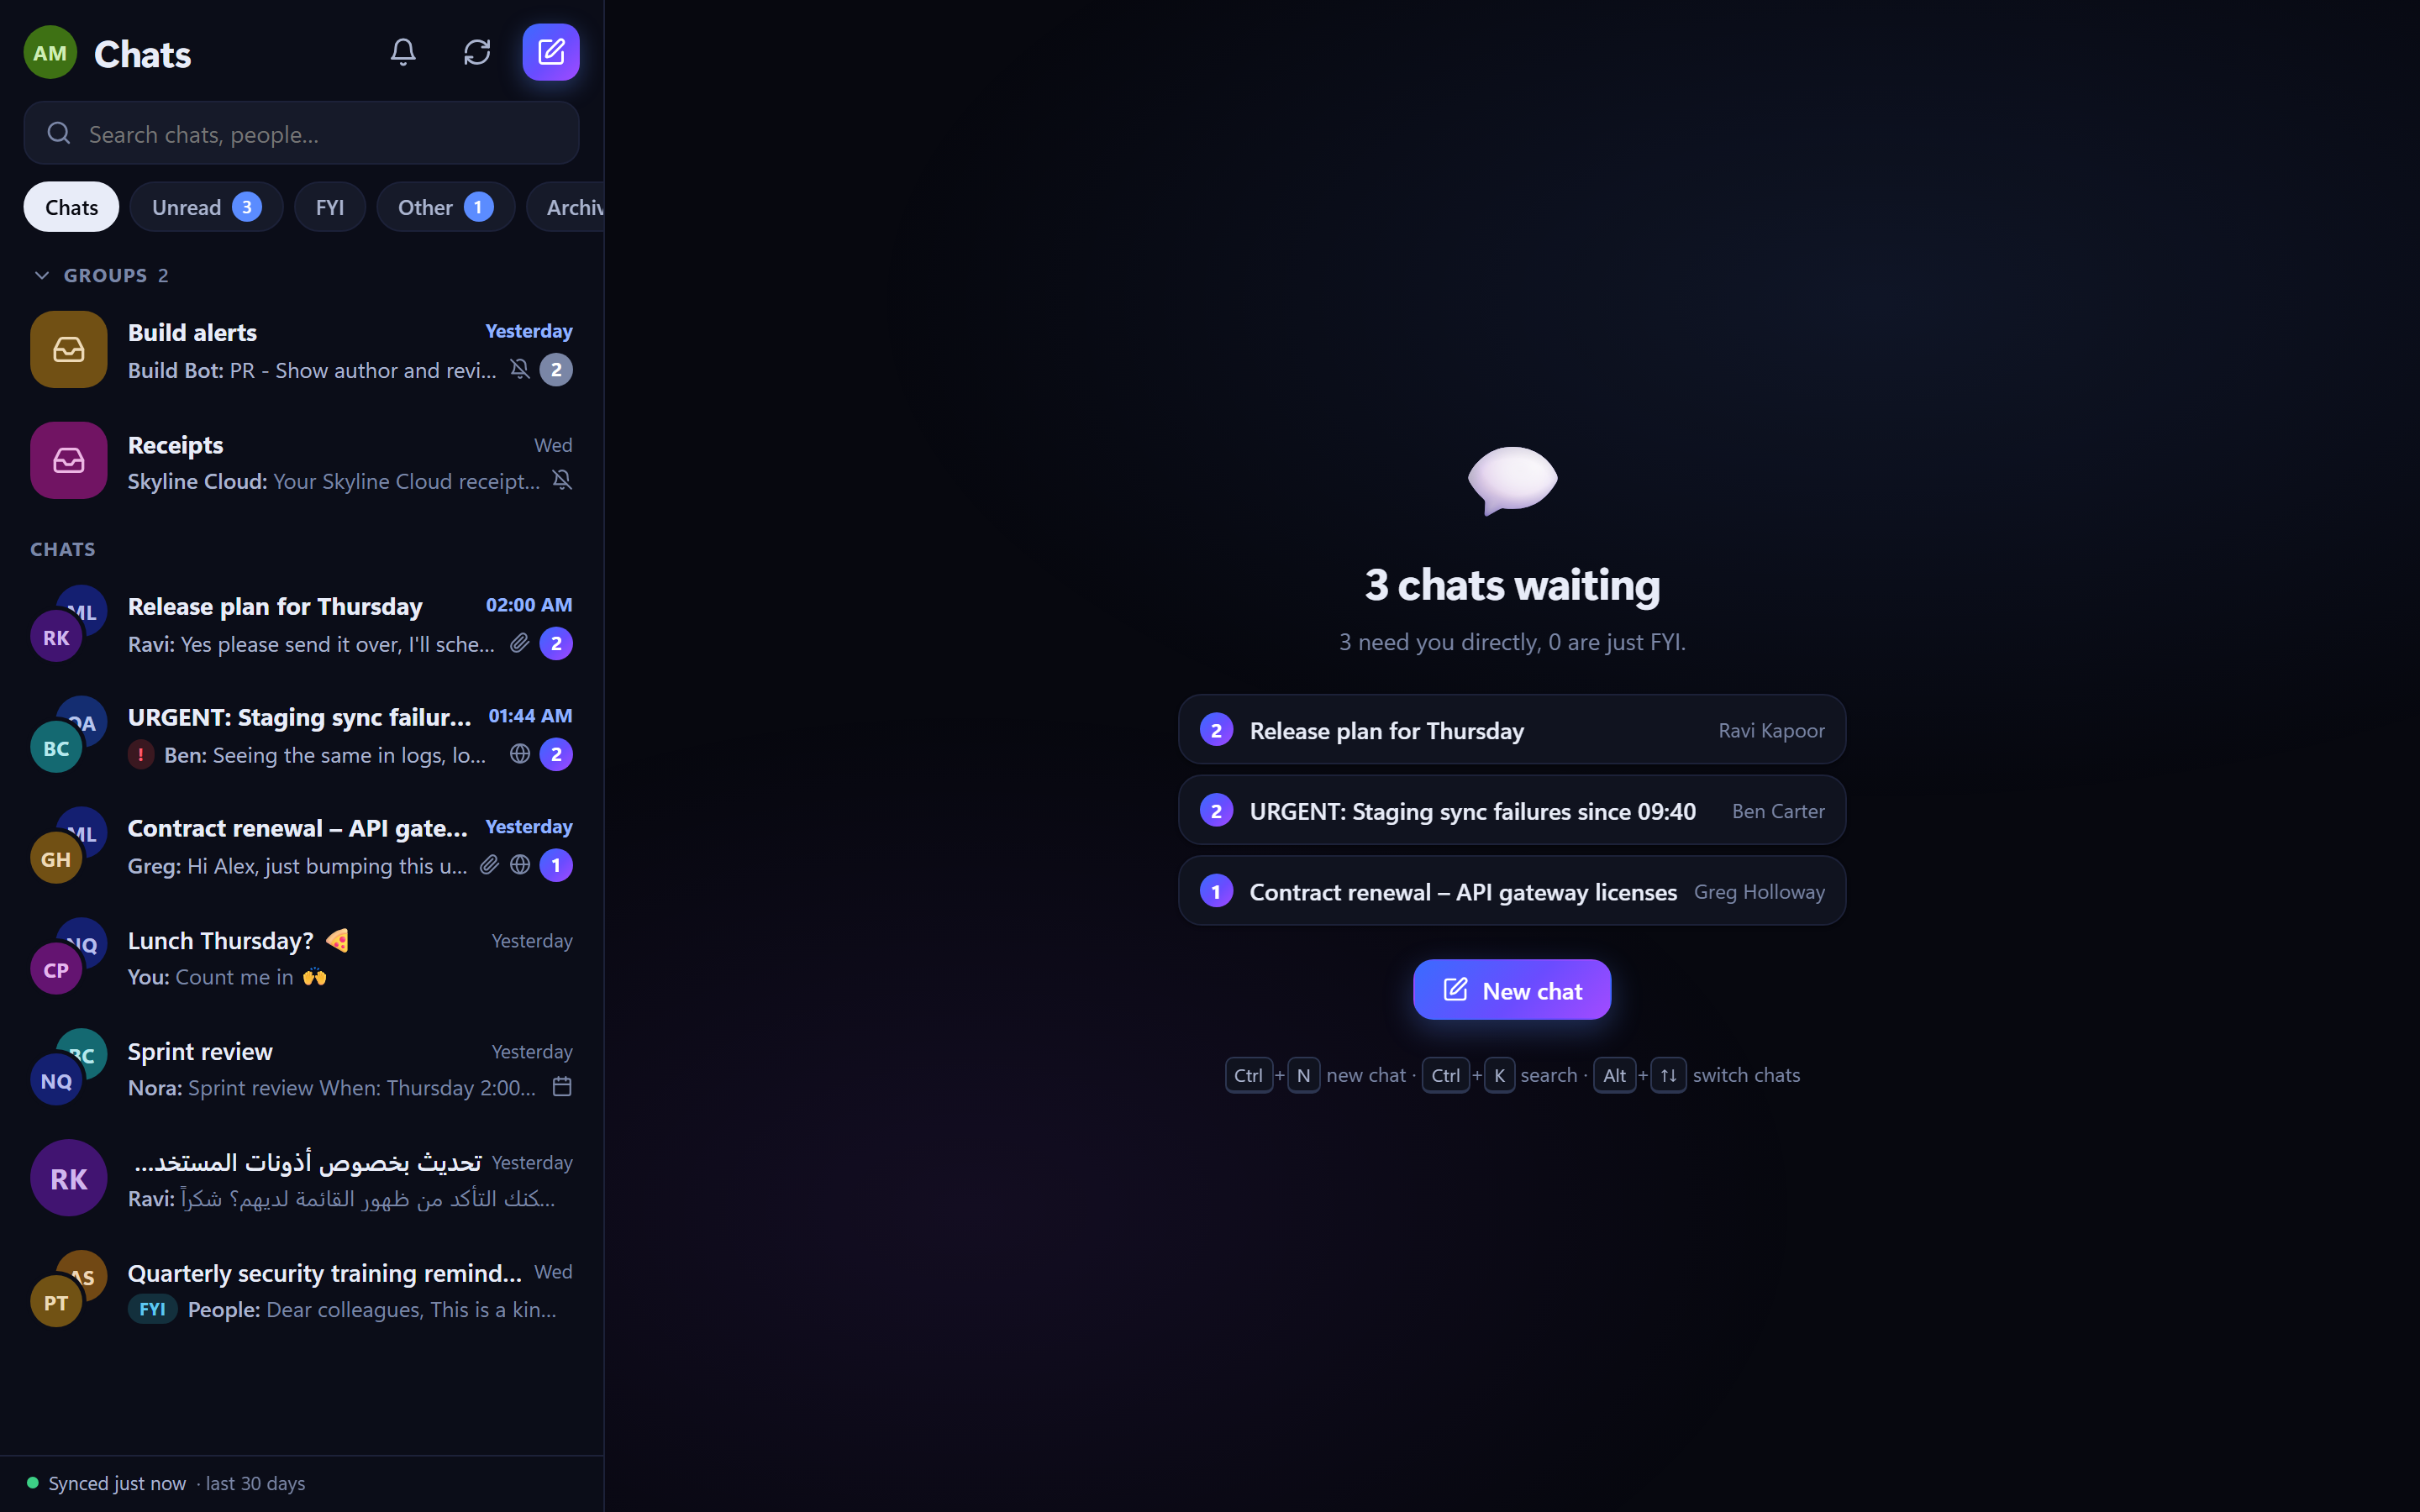 AM Chats
Search chats, people...
Chats Unread 3 FYI Other 1 Archiv
GROUPS 2
Build alerts Yesterday
Build Bot: PR - Show author and revi... 2
Receipts Wed
Skyline Cloud: Your Skyline Cloud receipt...
CHATS
ML RK Release plan for Thursday 02:00 AM
Ravi: Yes please send it over, I'll sche... 2
BC URGENT: Staging sync failur... 01:44 AM
! Ben: Seeing the same in logs, lo... 2
ML GH Contract renewal – API gate... Yesterday
Greg: Hi Alex, just bumping this u... 1
NQ CP Lunch Thursday? 🍕 Yesterday
You: Count me in 🙌
BC NQ Sprint review Yesterday
Nora: Sprint review When: Thursday 2:00...
RK تحديث بخصوص أذونات المستخد... Yesterday
Ravi: ...كنك التأكد من ظهور القائمة لديهم؟ شكراً
AS PT Quarterly security training remind... Wed
FYI People: Dear colleagues, This is a kin...
Synced just now · last 30 days
3 chats waiting
3 need you directly, 0 are just FYI.
2 Release plan for Thursday Ravi Kapoor
2 URGENT: Staging sync failures since 09:40 Ben Carter
1 Contract renewal – API gateway licenses Greg Holloway
New chat
Ctrl + N new chat · Ctrl + K search · Alt + ↑↓ switch chats